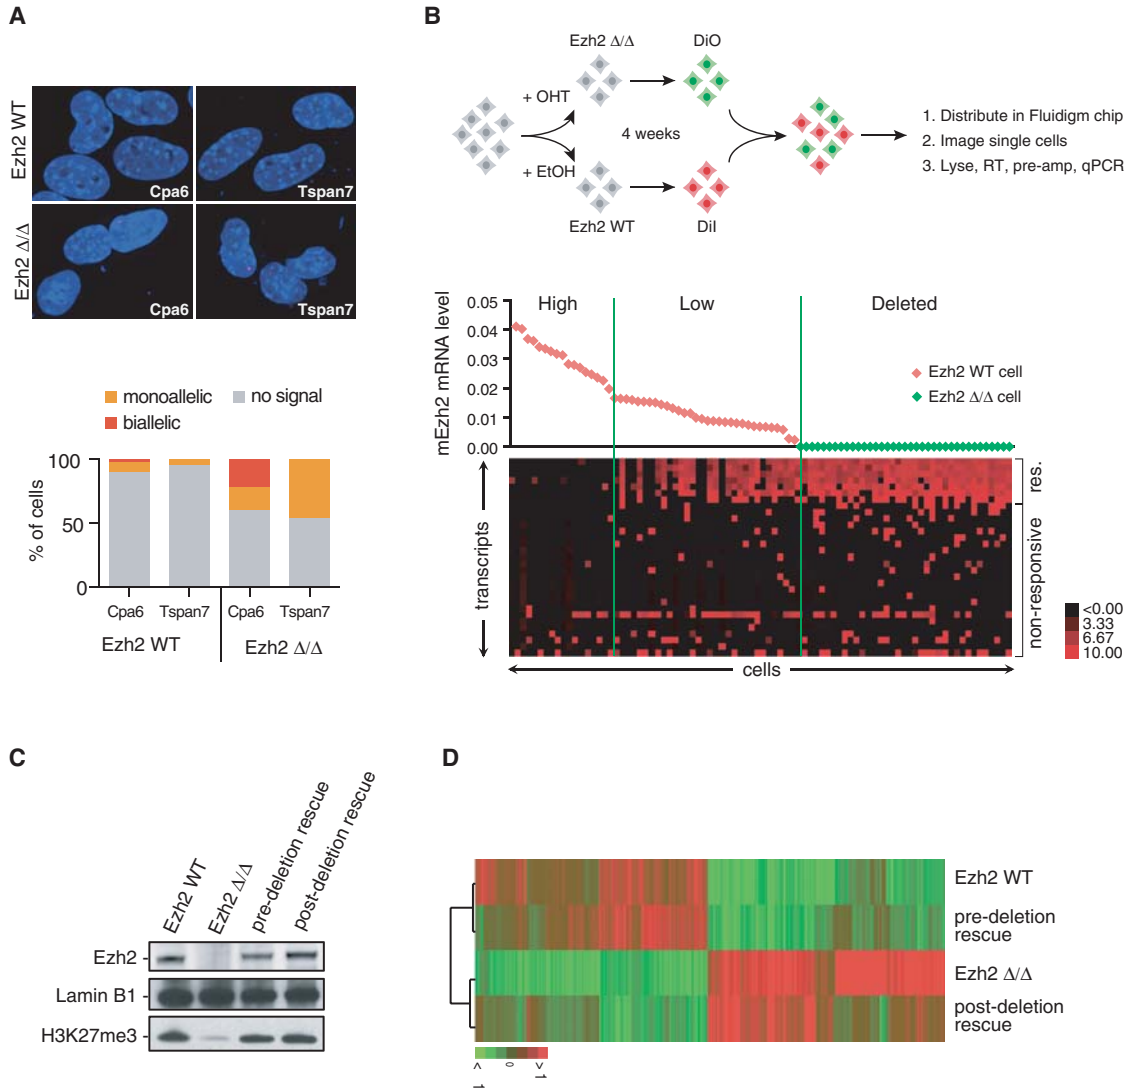 A
Ezh2 WT
Cpa6
Tspan7
Ezh2 Δ/Δ
Cpa6
Tspan7
monoallelic
no signal
biallelic
% of cells
100
50
0
Cpa6
Tspan7
Cpa6
Tspan7
Ezh2 WT
Ezh2 Δ/Δ
B
Ezh2 Δ/Δ
DiO
+ OHT
4 weeks
+ EtOH
Ezh2 WT
DiI
1. Distribute in Fluidigm chip
2. Image single cells
3. Lyse, RT, pre-amp, qPCR
mEzh2 mRNA level
0.05
0.04
0.03
0.02
0.01
0.00
High
Low
Deleted
Ezh2 WT cell
Ezh2 Δ/Δ cell
transcripts
res.
non-responsive
cells
<0.00
3.33
6.67
10.00
C
Ezh2 WT
Ezh2 Δ/Δ
pre-deletion rescue
post-deletion rescue
Ezh2
Lamin B1
H3K27me3
D
Ezh2 WT
pre-deletion
rescue
Ezh2 Δ/Δ
post-deletion
rescue
< 1
0
>1